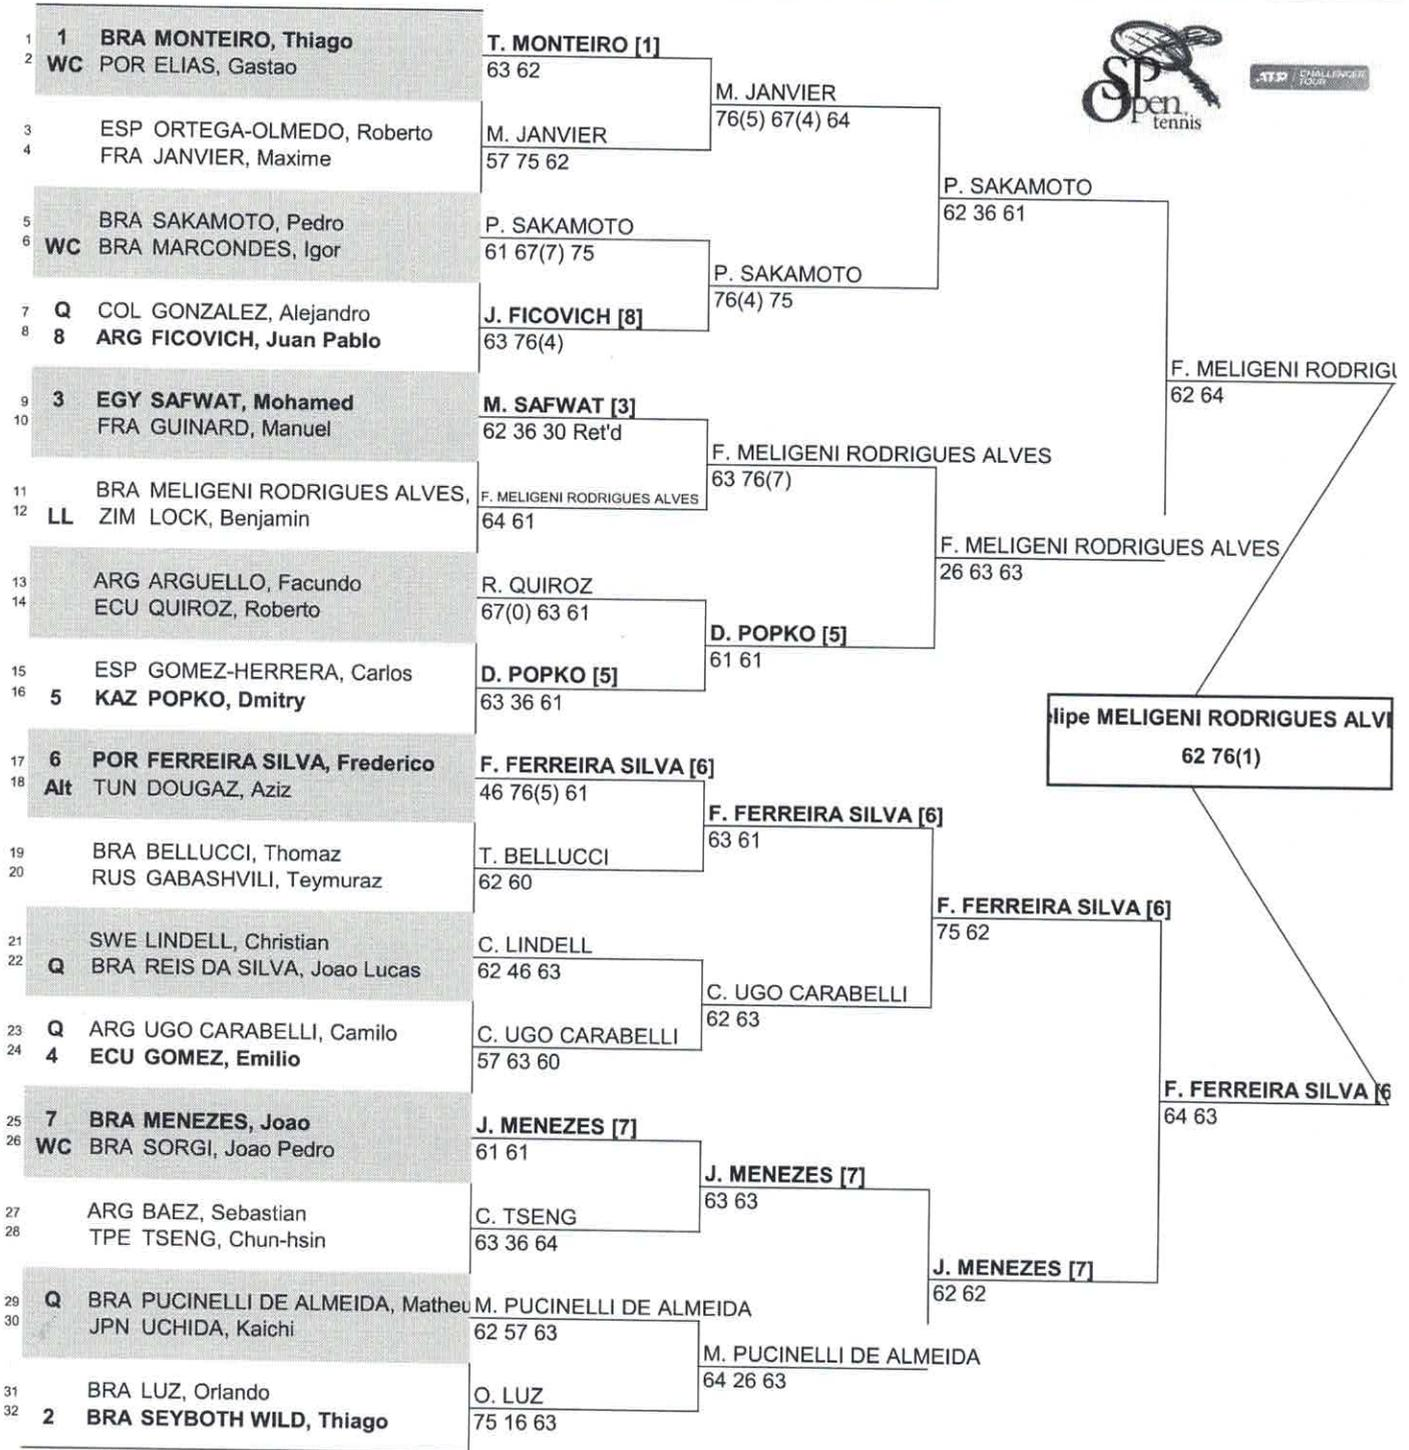 SP Open tennis
ATP CHALLENGER TOUR
1 1 BRA MONTEIRO, Thiago
2 WC POR ELIAS, Gastao
3 ESP ORTEGA-OLMEDO, Roberto
4 FRA JANVIER, Maxime
5 BRA SAKAMOTO, Pedro
6 WC BRA MARCONDES, Igor
7 Q COL GONZALEZ, Alejandro
8 8 ARG FICOVICH, Juan Pablo
9 3 EGY SAFWAT, Mohamed
10 FRA GUINARD, Manuel
11 BRA MELIGENI RODRIGUES ALVES,
12 LL ZIM LOCK, Benjamin
13 ARG ARGUELLO, Facundo
14 ECU QUIROZ, Roberto
15 ESP GOMEZ-HERRERA, Carlos
16 5 KAZ POPKO, Dmitry
17 6 POR FERREIRA SILVA, Frederico
18 Alt TUN DOUGAZ, Aziz
19 BRA BELLUCCI, Thomaz
20 RUS GABASHVILI, Teymuraz
21 SWE LINDELL, Christian
22 Q BRA REIS DA SILVA, Joao Lucas
23 Q ARG UGO CARABELLI, Camilo
24 4 ECU GOMEZ, Emilio
25 7 BRA MENEZES, Joao
26 WC BRA SORGI, Joao Pedro
27 ARG BAEZ, Sebastian
28 TPE TSENG, Chun-hsin
29 Q BRA PUCINELLI DE ALMEIDA, Matheu
30 JPN UCHIDA, Kaichi
31 BRA LUZ, Orlando
32 2 BRA SEYBOTH WILD, Thiago
T. MONTEIRO [1]
63 62
M. JANVIER
57 75 62
P. SAKAMOTO
61 67(7) 75
J. FICOVICH [8]
63 76(4)
M. SAFWAT [3]
62 36 30 Ret'd
F. MELIGENI RODRIGUES ALVES
64 61
R. QUIROZ
67(0) 63 61
D. POPKO [5]
63 36 61
F. FERREIRA SILVA [6]
46 76(5) 61
T. BELLUCCI
62 60
C. LINDELL
62 46 63
C. UGO CARABELLI
57 63 60
J. MENEZES [7]
61 61
C. TSENG
63 36 64
M. PUCINELLI DE ALMEIDA
62 57 63
O. LUZ
75 16 63
M. JANVIER
76(5) 67(4) 64
P. SAKAMOTO
76(4) 75
F. MELIGENI RODRIGUES ALVES
63 76(7)
D. POPKO [5]
61 61
F. FERREIRA SILVA [6]
63 61
C. UGO CARABELLI
62 63
J. MENEZES [7]
63 63
M. PUCINELLI DE ALMEIDA
64 26 63
P. SAKAMOTO
62 36 61
F. MELIGENI RODRIGUES ALVES
26 63 63
F. FERREIRA SILVA [6]
75 62
J. MENEZES [7]
62 62
F. MELIGENI RODRIGU
62 64
F. FERREIRA SILVA [6
64 63
lipe MELIGENI RODRIGUES ALV
62 76(1)